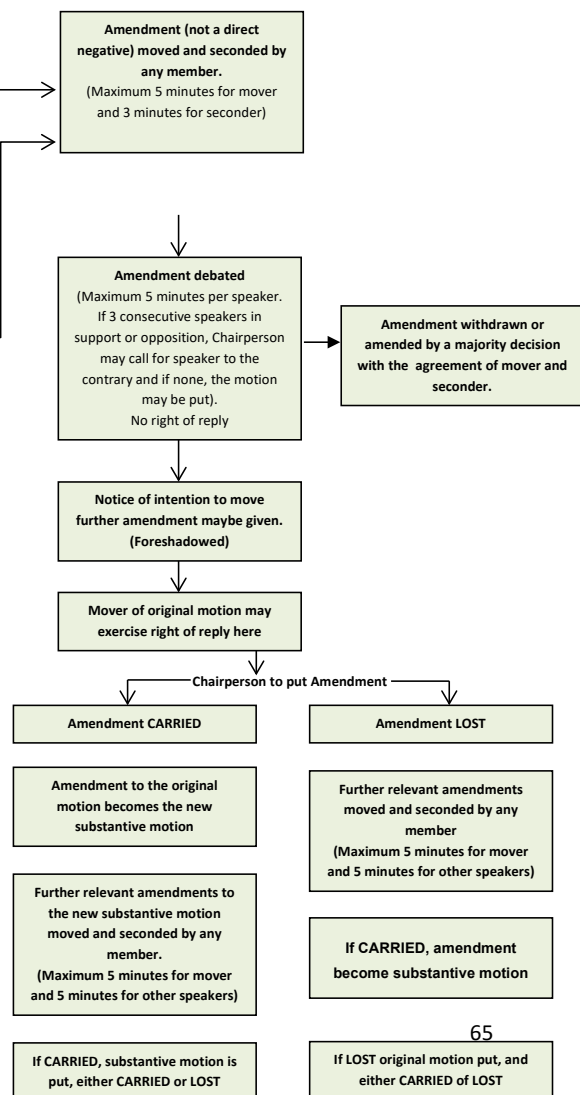 Amendment (not a direct
negative) moved and seconded by
any member.
(Maximum 5 minutes for mover
and 3 minutes for seconder)
Amendment debated
(Maximum 5 minutes per speaker.
If 3 consecutive speakers in
support or opposition, Chairperson
may call for speaker to the
contrary and if none, the motion
may be put).
No right of reply
Amendment withdrawn or
amended by a majority decision
with the agreement of mover and
seconder.
Notice of intention to move
further amendment maybe given.
(Foreshadowed)
Mover of original motion may
exercise right of reply here
Chairperson to put Amendment
Amendment CARRIED
Amendment to the original
motion becomes the new
substantive motion
Further relevant amendments to
the new substantive motion
moved and seconded by any
member.
(Maximum 5 minutes for mover
and 5 minutes for other speakers)
If CARRIED, substantive motion is
put, either CARRIED or LOST
Amendment LOST
Further relevant amendments
moved and seconded by any
member
(Maximum 5 minutes for mover
and 5 minutes for other speakers)
If CARRIED, amendment
become substantive motion
65
If LOST original motion put, and
either CARRIED of LOST